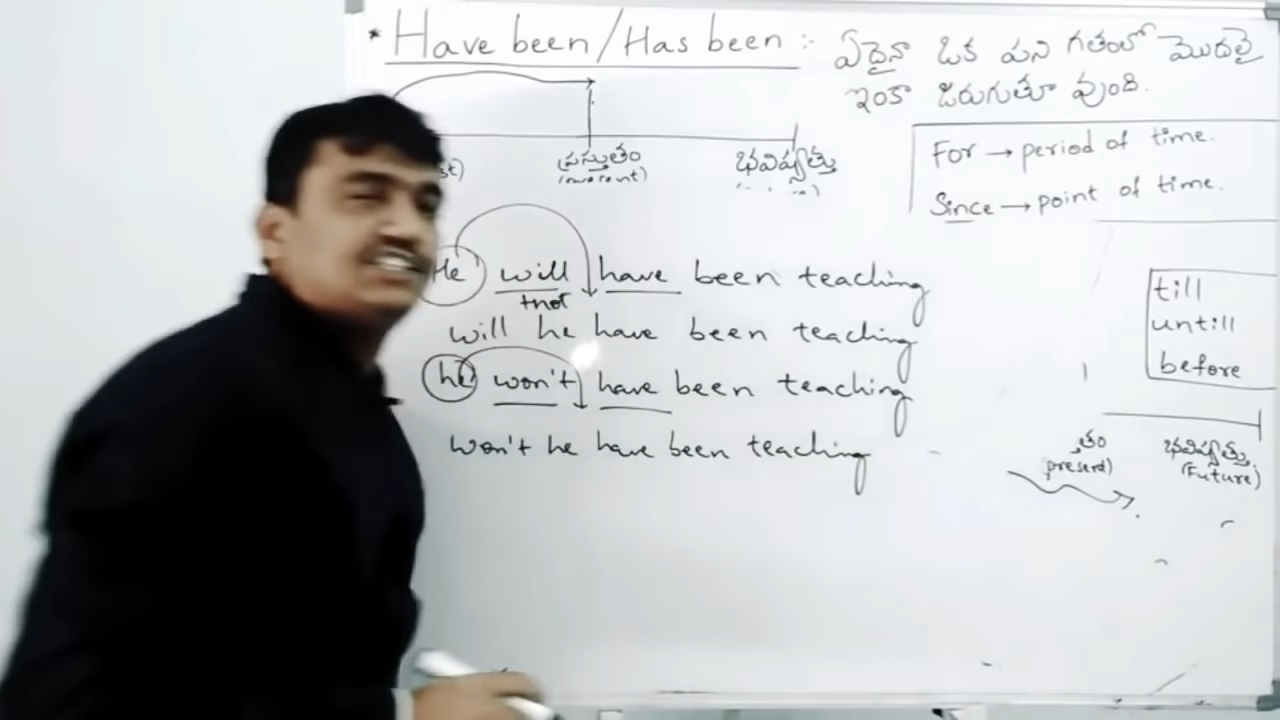 * Have been / Has been :- ఏదైనా ఒక పని గతంలో మొదలై
ఇంకా జరుగుతూ వుంది.
ప్రస్తుతం
భవిష్యత్తు
For → period of time.
Since → point of time.
He will have been teaching
+not
will he have been teaching
he won't have been teaching
won't he have been teaching
till
until
before
తం
present)
భవిష్యత్తు
(Future)